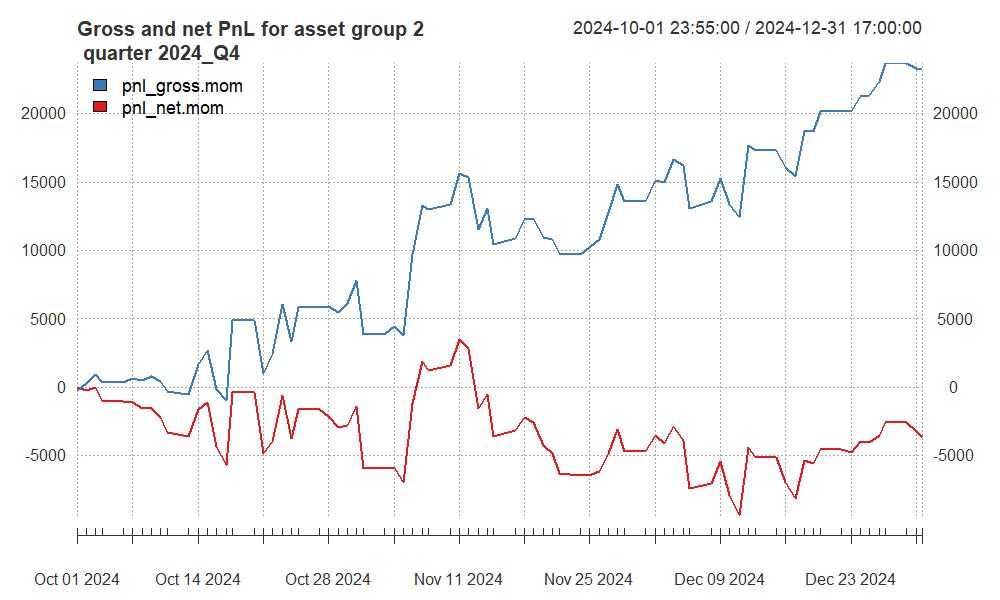 Gross and net PnL for asset group 2
quarter 2024_Q4
2024-10-01 23:55:00 / 2024-12-31 17:00:00
pnl_gross.mom
pnl_net.mom
20000 20000
15000 15000
10000 10000
5000 5000
0 0
-5000 -5000
Oct 01 2024 Oct 14 2024 Oct 28 2024 Nov 11 2024 Nov 25 2024 Dec 09 2024 Dec 23 2024